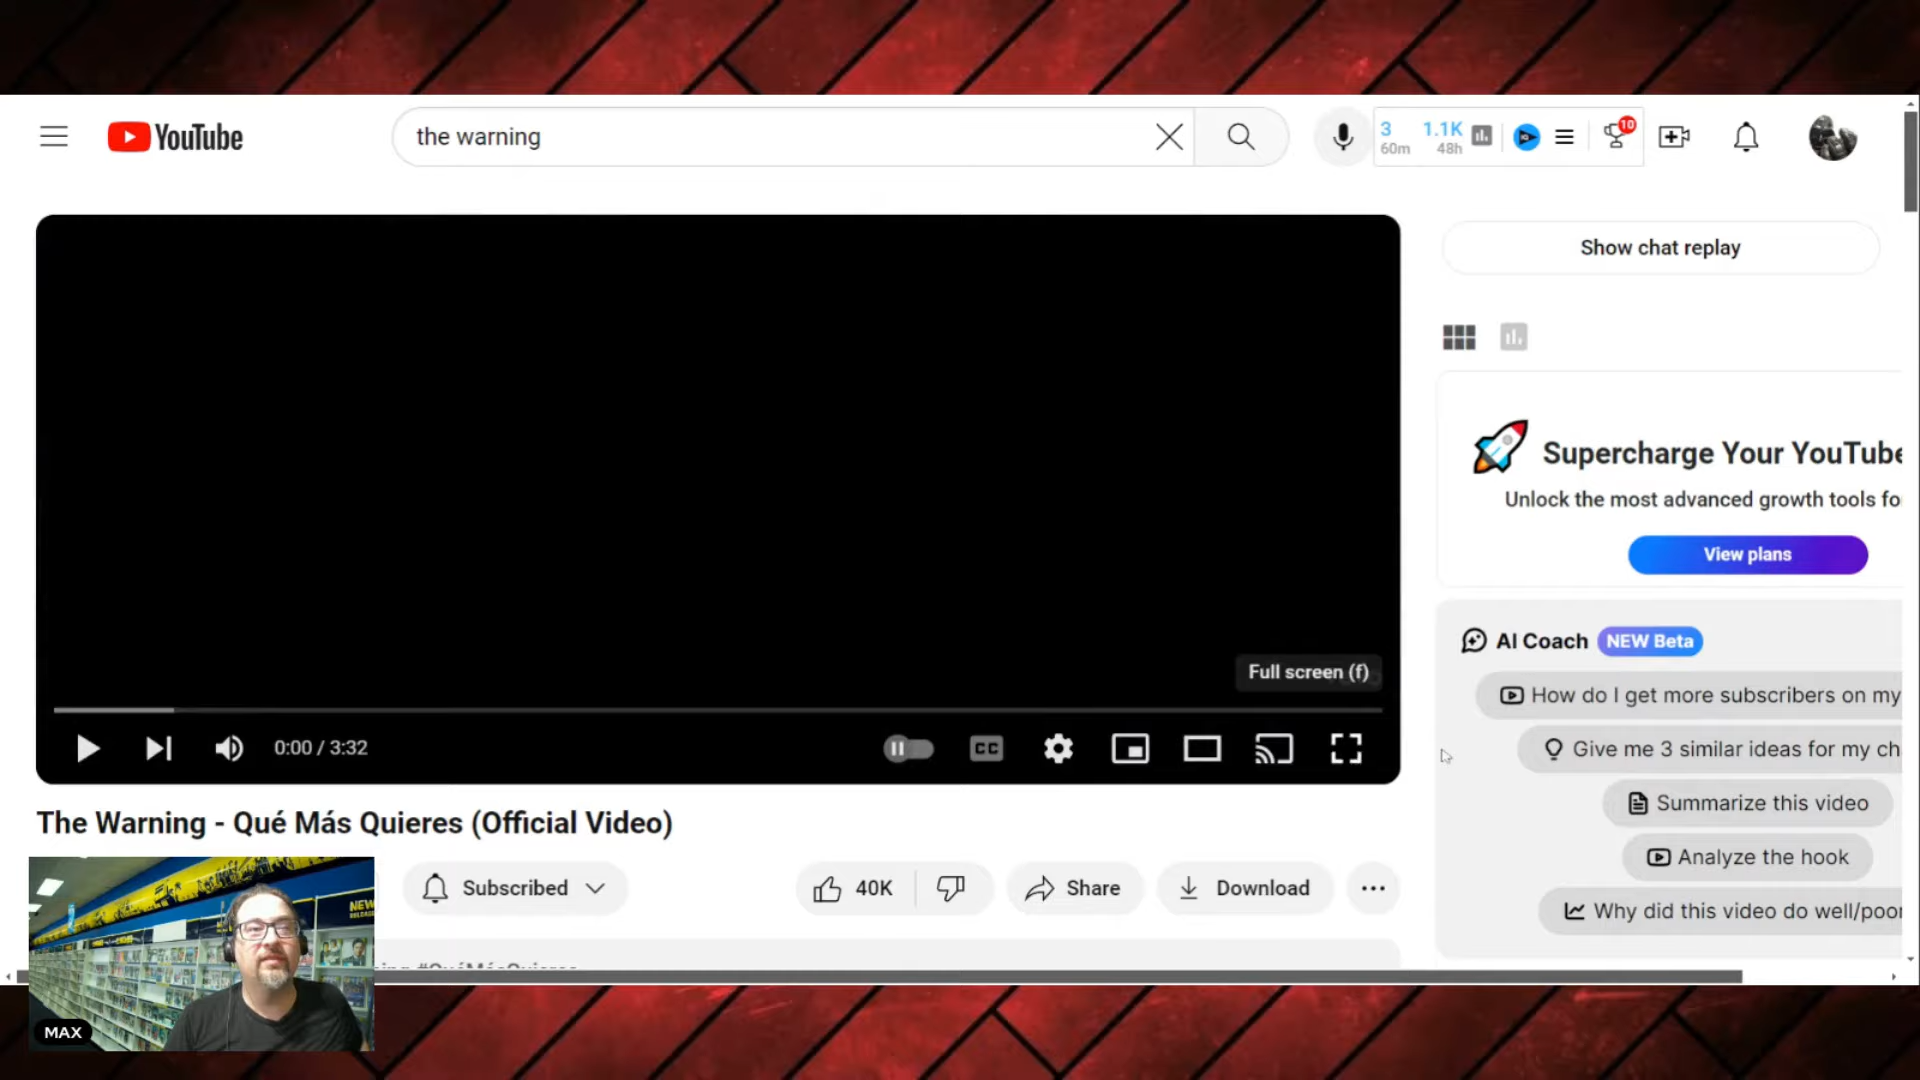 YouTube
the warning
3
60m
1.1K
48h
10
Show chat replay
Supercharge Your YouTube
Unlock the most advanced growth tools fo
View plans
AI Coach NEW Beta
How do I get more subscribers on my
Give me 3 similar ideas for my ch
Summarize this video
Analyze the hook
Why did this video do well/poor
Full screen (f)
0:00 / 3:32
CC
The Warning - Qué Más Quieres (Official Video)
Subscribed
40K
Share
Download
NEW
MAX